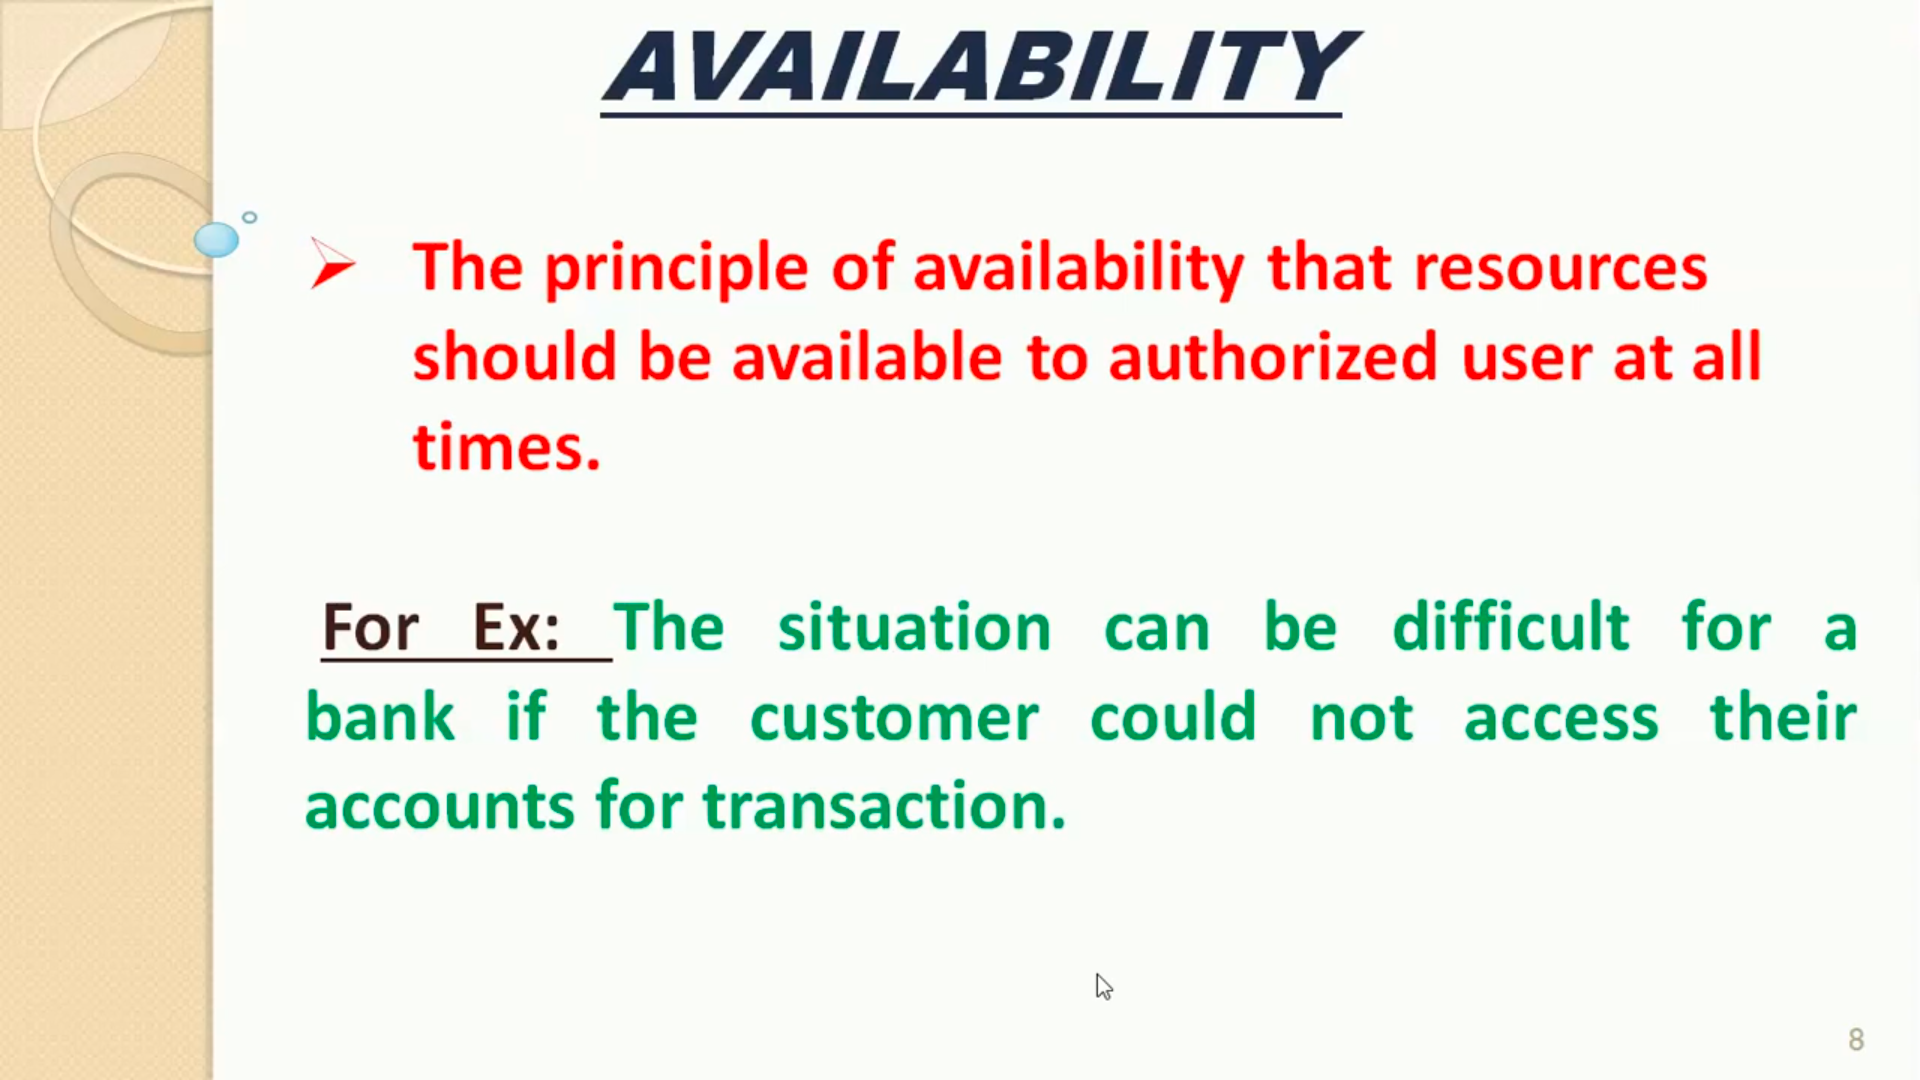 AVAILABILITY
The principle of availability that resources
should be available to authorized user at all
times.
For Ex: The situation can be difficult for a
bank if the customer could not access their
accounts for transaction.
8